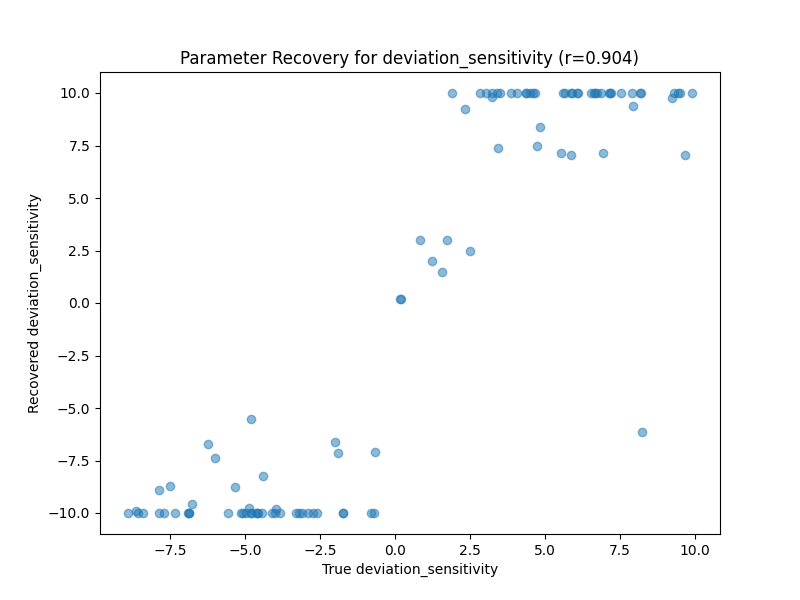 Parameter Recovery for deviation_sensitivity (r=0.904)
Recovered deviation_sensitivity
10.0
7.5
5.0
2.5
0.0
−2.5
−5.0
−7.5
−10.0
−7.5 −5.0 −2.5 0.0 2.5 5.0 7.5 10.0
True deviation_sensitivity